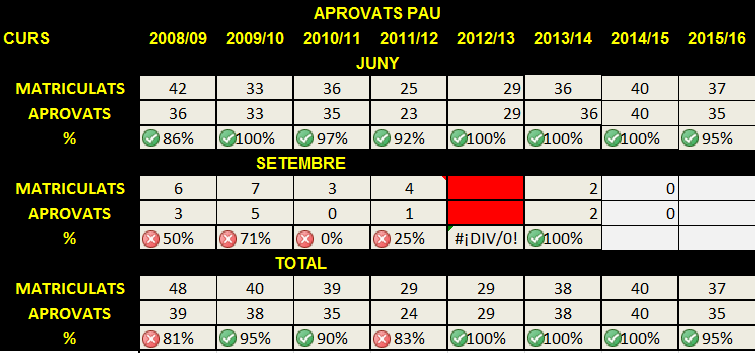 APROVATS PAU
CURS 2008/09 2009/10 2010/11 2011/12 2012/13 2013/14 2014/15 2015/16
JUNY
MATRICULATS 42 33 36 25 29 36 40 37
APROVATS 36 33 35 23 29 36 40 35
% 86% 100% 97% 92% 100% 100% 100% 95%
SETEMBRE
MATRICULATS 6 7 3 4 2 0
APROVATS 3 5 0 1 2 0
% 50% 71% 0% 25% #¡DIV/0! 100%
TOTAL
MATRICULATS 48 40 39 29 29 38 40 37
APROVATS 39 38 35 24 29 38 40 35
% 81% 95% 90% 83% 100% 100% 100% 95%